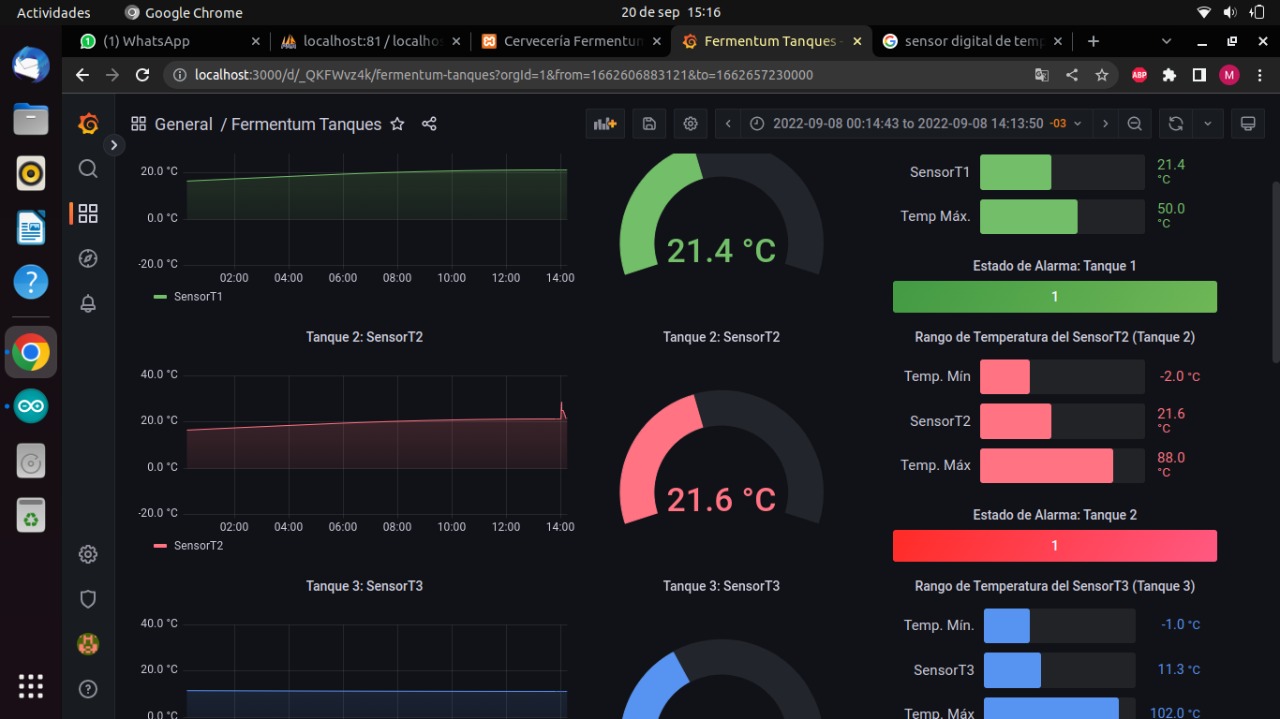 Actividades
Google Chrome
20 de sep 15:16
(1) WhatsApp
localhost:81 / localho
Cervecería Fermentun
Fermentum Tanques -
sensor digital de temp
localhost:3000/d/_QKFWvz4k/fermentum-tanques?orgId=1&from=1662606883121&to=1662657230000
ABP
M
General / Fermentum Tanques
2022-09-08 00:14:43 to 2022-09-08 14:13:50 -03
20.0 °C
0.0 °C
-20.0 °C
02:00 04:00 06:00 08:00 10:00 12:00 14:00
SensorT1
21.4 °C
SensorT1
21.4 °C
Temp Máx.
50.0 °C
Estado de Alarma: Tanque 1
1
Tanque 2: SensorT2
40.0 °C
20.0 °C
0.0 °C
-20.0 °C
02:00 04:00 06:00 08:00 10:00 12:00 14:00
SensorT2
Tanque 2: SensorT2
21.6 °C
Rango de Temperatura del SensorT2 (Tanque 2)
Temp. Mín
-2.0 °C
SensorT2
21.6 °C
Temp. Máx
88.0 °C
Estado de Alarma: Tanque 2
1
Tanque 3: SensorT3
40.0 °C
20.0 °C
0.0 °C
Tanque 3: SensorT3
Rango de Temperatura del SensorT3 (Tanque 3)
Temp. Mín.
-1.0 °C
SensorT3
11.3 °C
Temp. Máx
102.0 °C